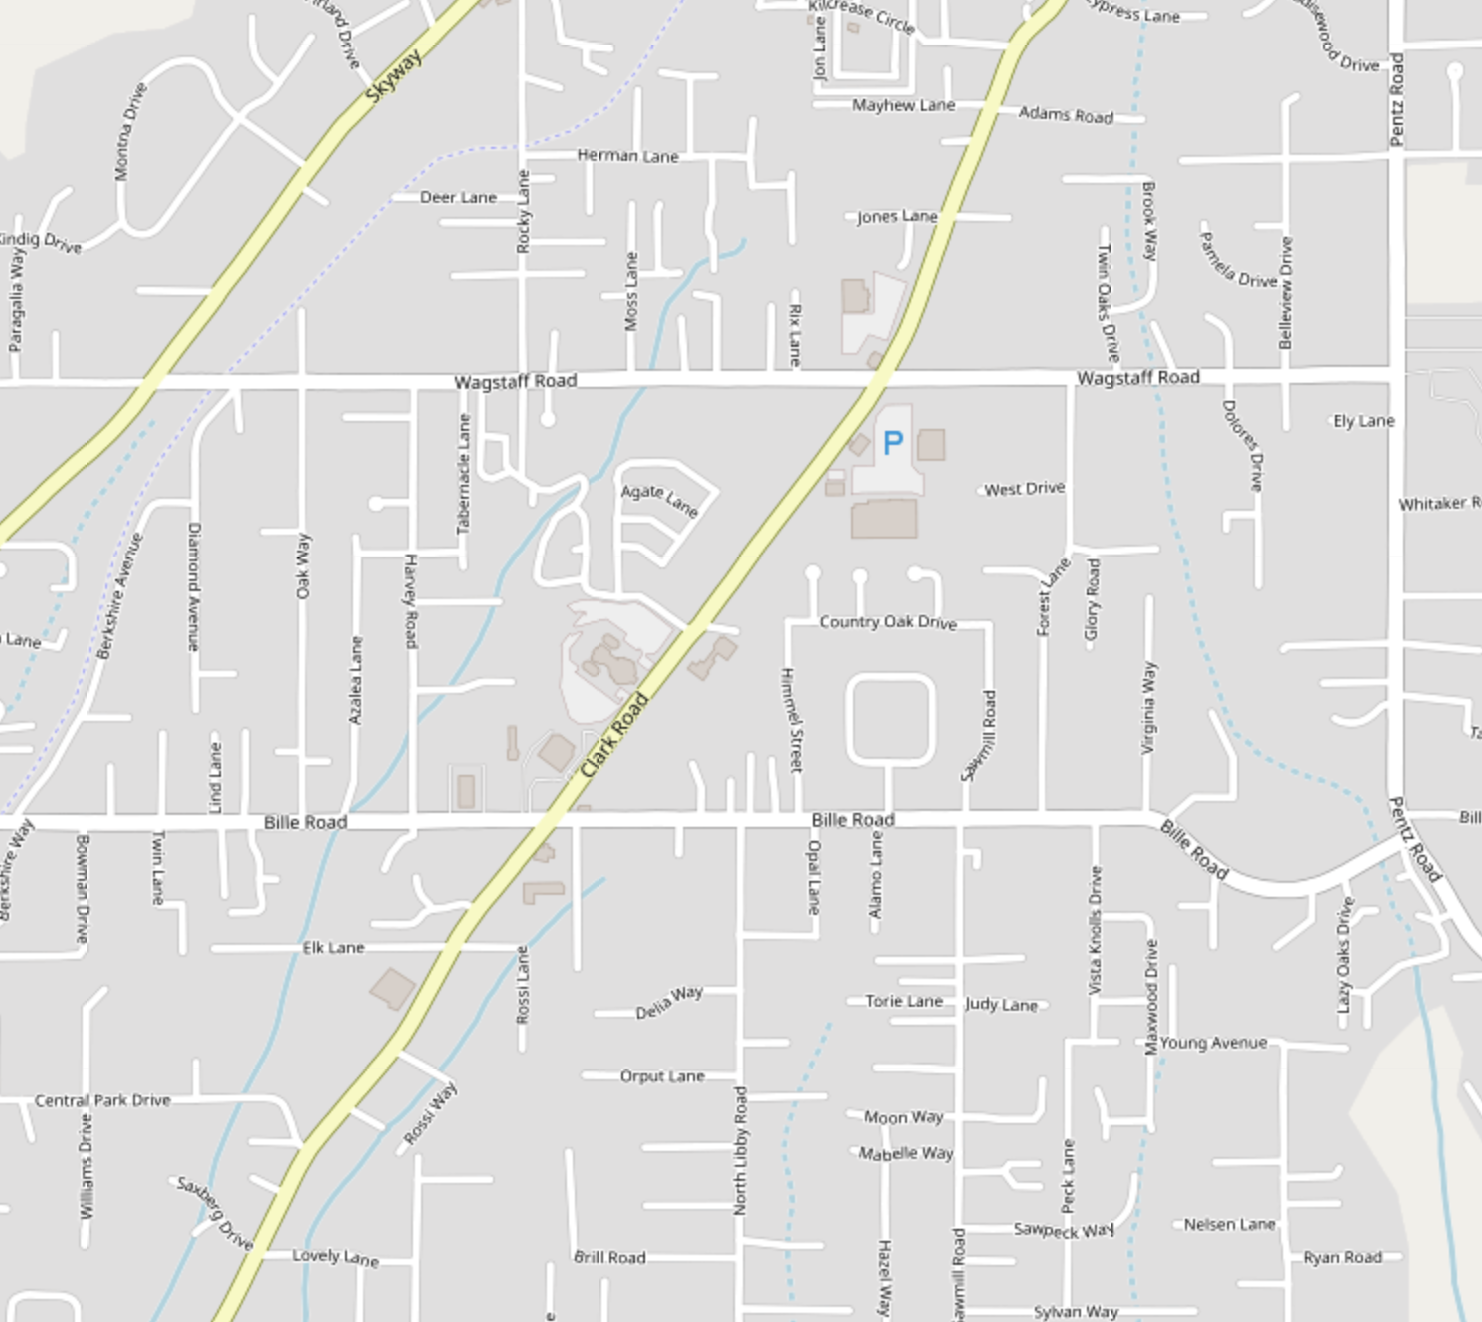 Kilcrease Circle
Cypress Lane
Jon Lane
Skyway
Pentz Road
Montna Drive
Mayhew Lane
Adams Road
Herman Lane
Deer Lane
Rocky Lane
Jones Lane
Brook Way
Kindig Drive
Paragalia Way
Moss Lane
Rix Lane
Twin Oaks Drive
Pamela Drive
Belleview Drive
Wagstaff Road
Wagstaff Road
Dolores Drive
Ely Lane
P
Tabernacle Lane
Agate Lane
West Drive
Whitaker R
Berkshire Avenue
Diamond Avenue
Oak Way
Harvey Road
Azalea Lane
Lane
Forest Lane
Glory Road
Country Oak Drive
Himmel Street
Sawmill Road
Virginia Way
Clark Road
Lind Lane
Bille Road
Bille Road
Bille Road
Pentz Road
Bill
Berkshire Way
Bowman Drive
Twin Lane
Opal Lane
Alamo Lane
Vista Knolls Drive
Maxwood Drive
Lazy Oaks Drive
Elk Lane
Rossi Lane
Delia Way
Torie Lane
Judy Lane
Young Avenue
Orput Lane
Central Park Drive
Williams Drive
Rossi Way
North Libby Road
Moon Way
Mabelle Way
Peck Lane
Saxberg Drive
Lovely Lane
Brill Road
Hazel Way
Sawmill Road
Sawpeck Way
Nelsen Lane
Ryan Road
Sylvan Way